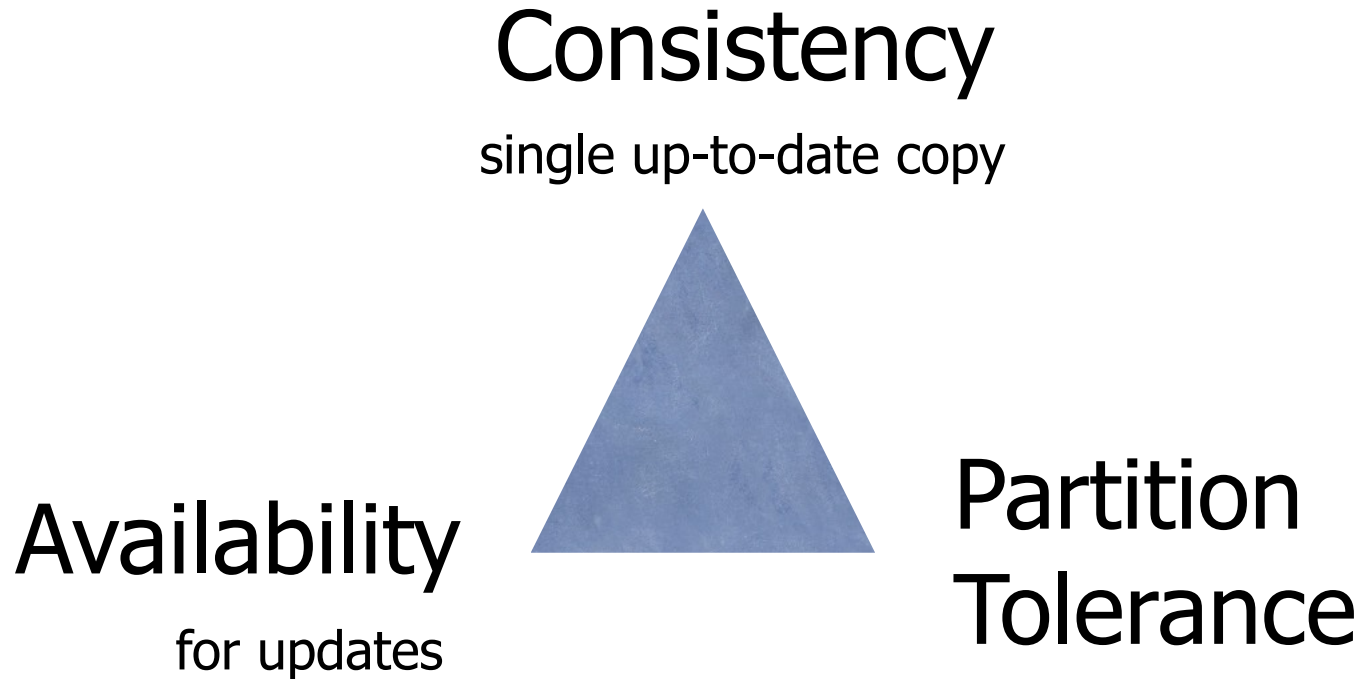 Consistency
single up-to-date copy
Availability
for updates
Partition
Tolerance